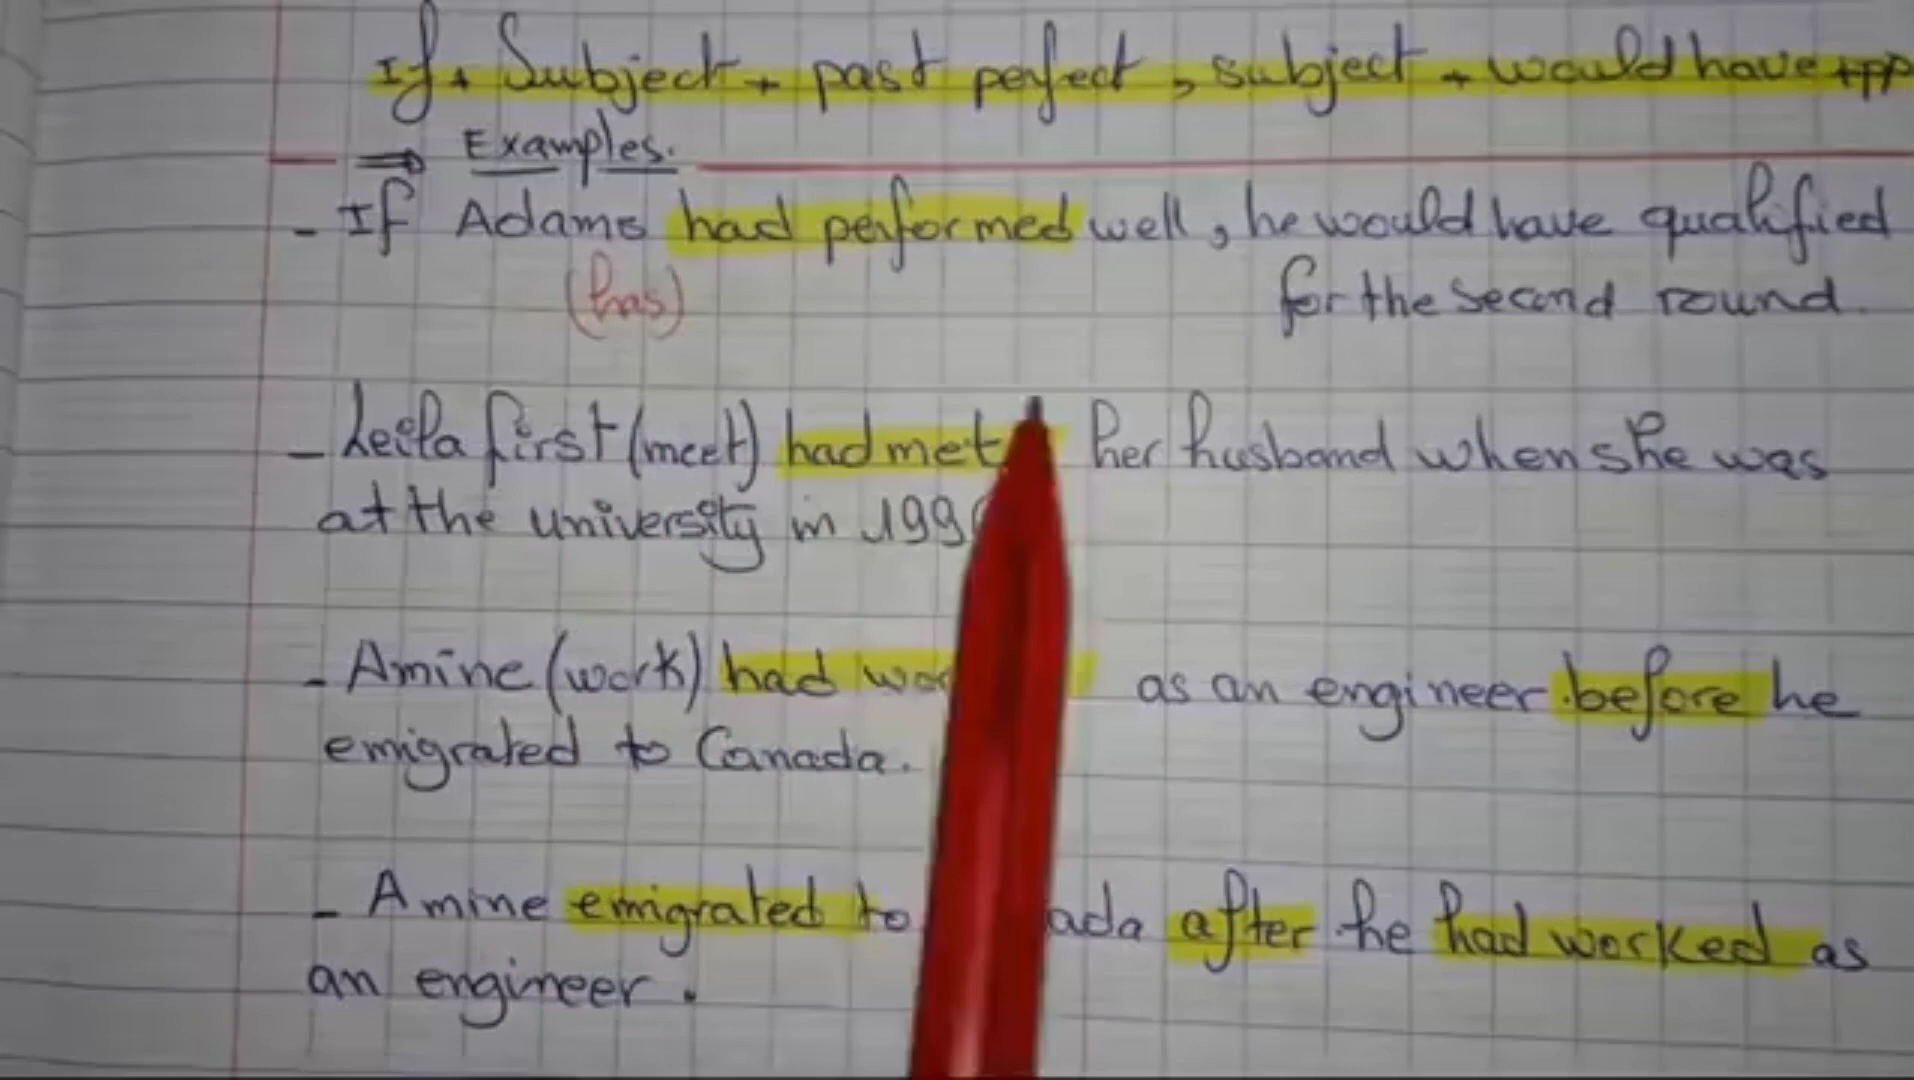 If + Subject + past perfect , subject + would have + pp
⇒ Examples.
- If Adams had performed well , he would have qualified
(has)
for the second round.
- Leila first (meet) had met her husband when she was
at the university in 199
- Amine (work) had as an engineer before he
emigrated to Canada.
- Amine emigrated to ada after he had worked as
an engineer .